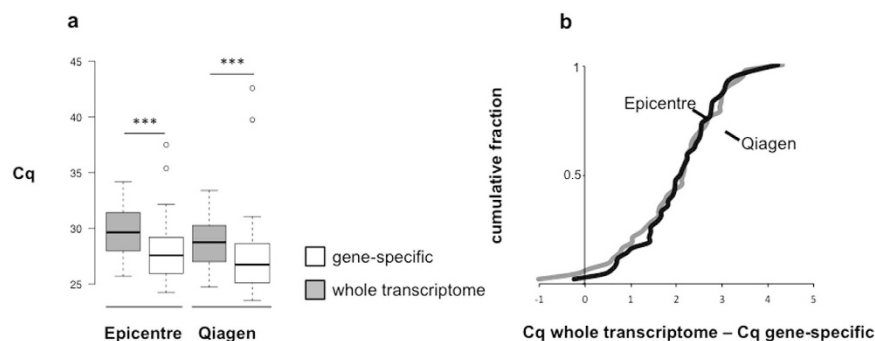 a
45
40
35
30
25
Cq
***
***
Epicentre
Qiagen
gene-specific
whole transcriptome
b
cumulative fraction
1
0.5
Epicentre
Qiagen
-1
0
1
2
3
4
5
Cq whole transcriptome – Cq gene-specific